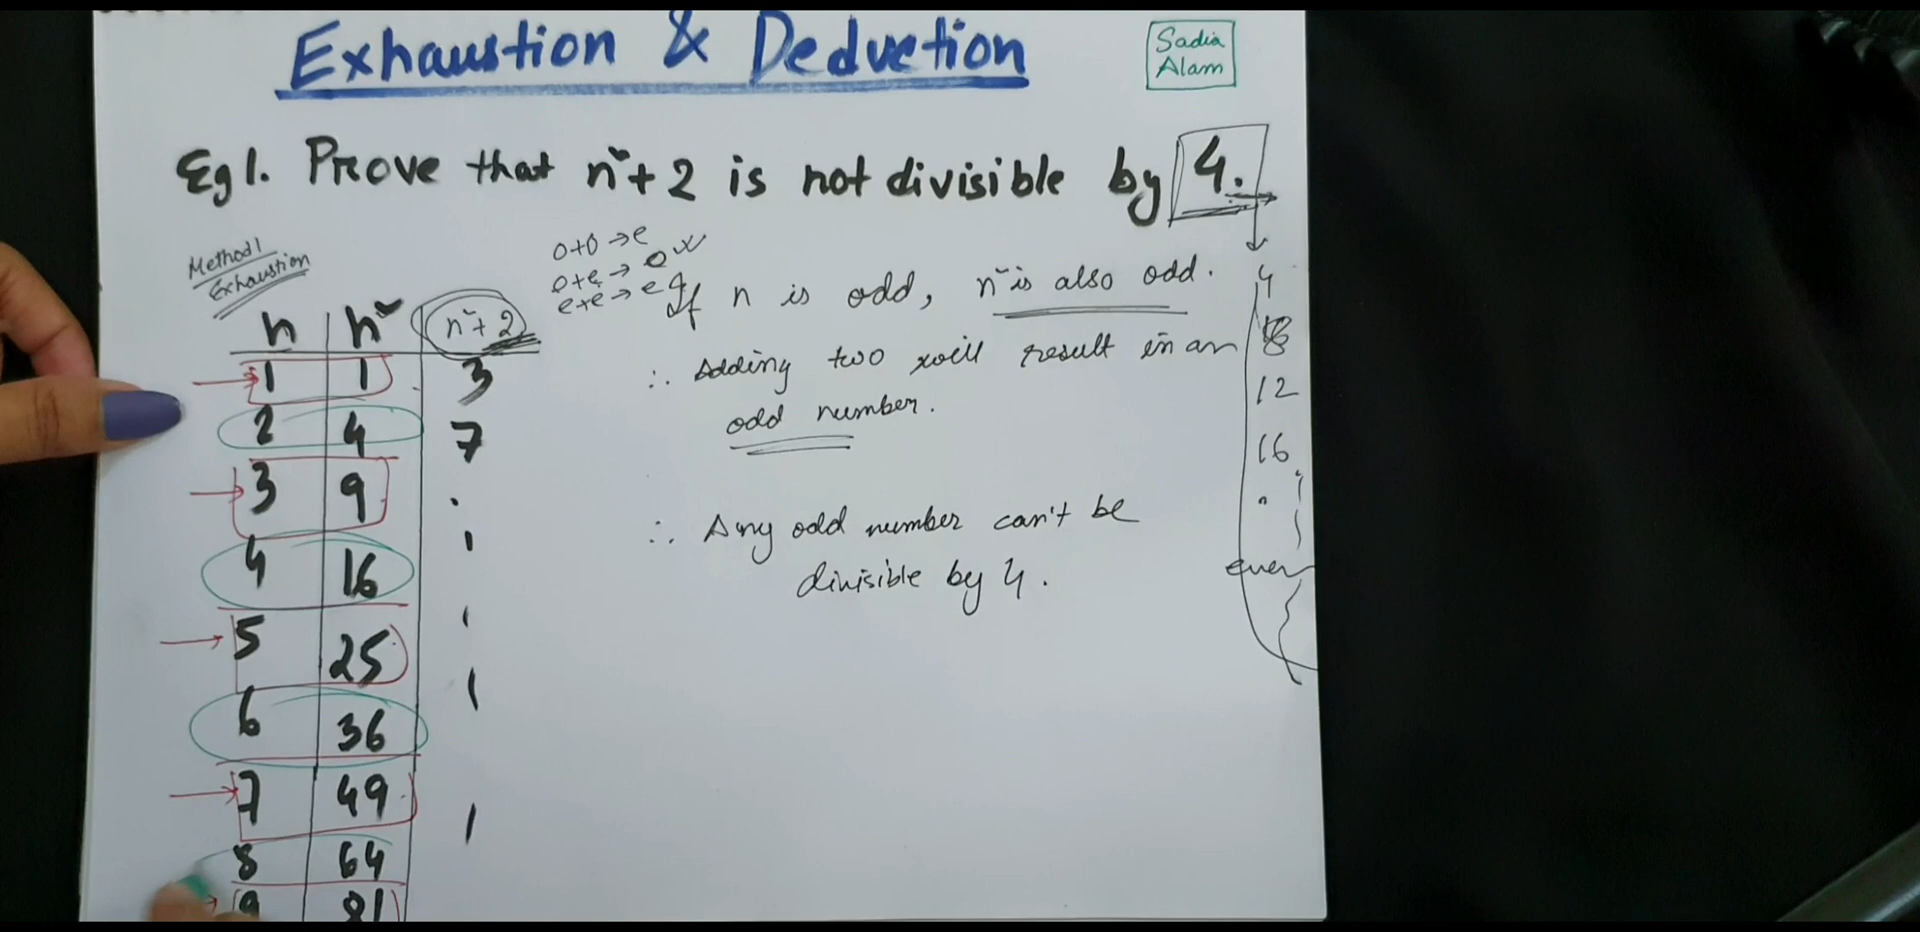 Exhaustion & Deduction
Sadia
Alam
Eg 1. Prove that n²+2 is not divisible by 4.
Method 1
Exhaustion
o+o → e
o+e → o
e+e → e
n n² n²+2
1 1 3
2 4 7
3 9
4 16
5 25
6 36
7 49
8 64
9 81
If n is odd, n² is also odd.
∴ Adding two will result in an
odd number.
∴ Any odd number can't be
divisible by 4.
4
8
12
16
even